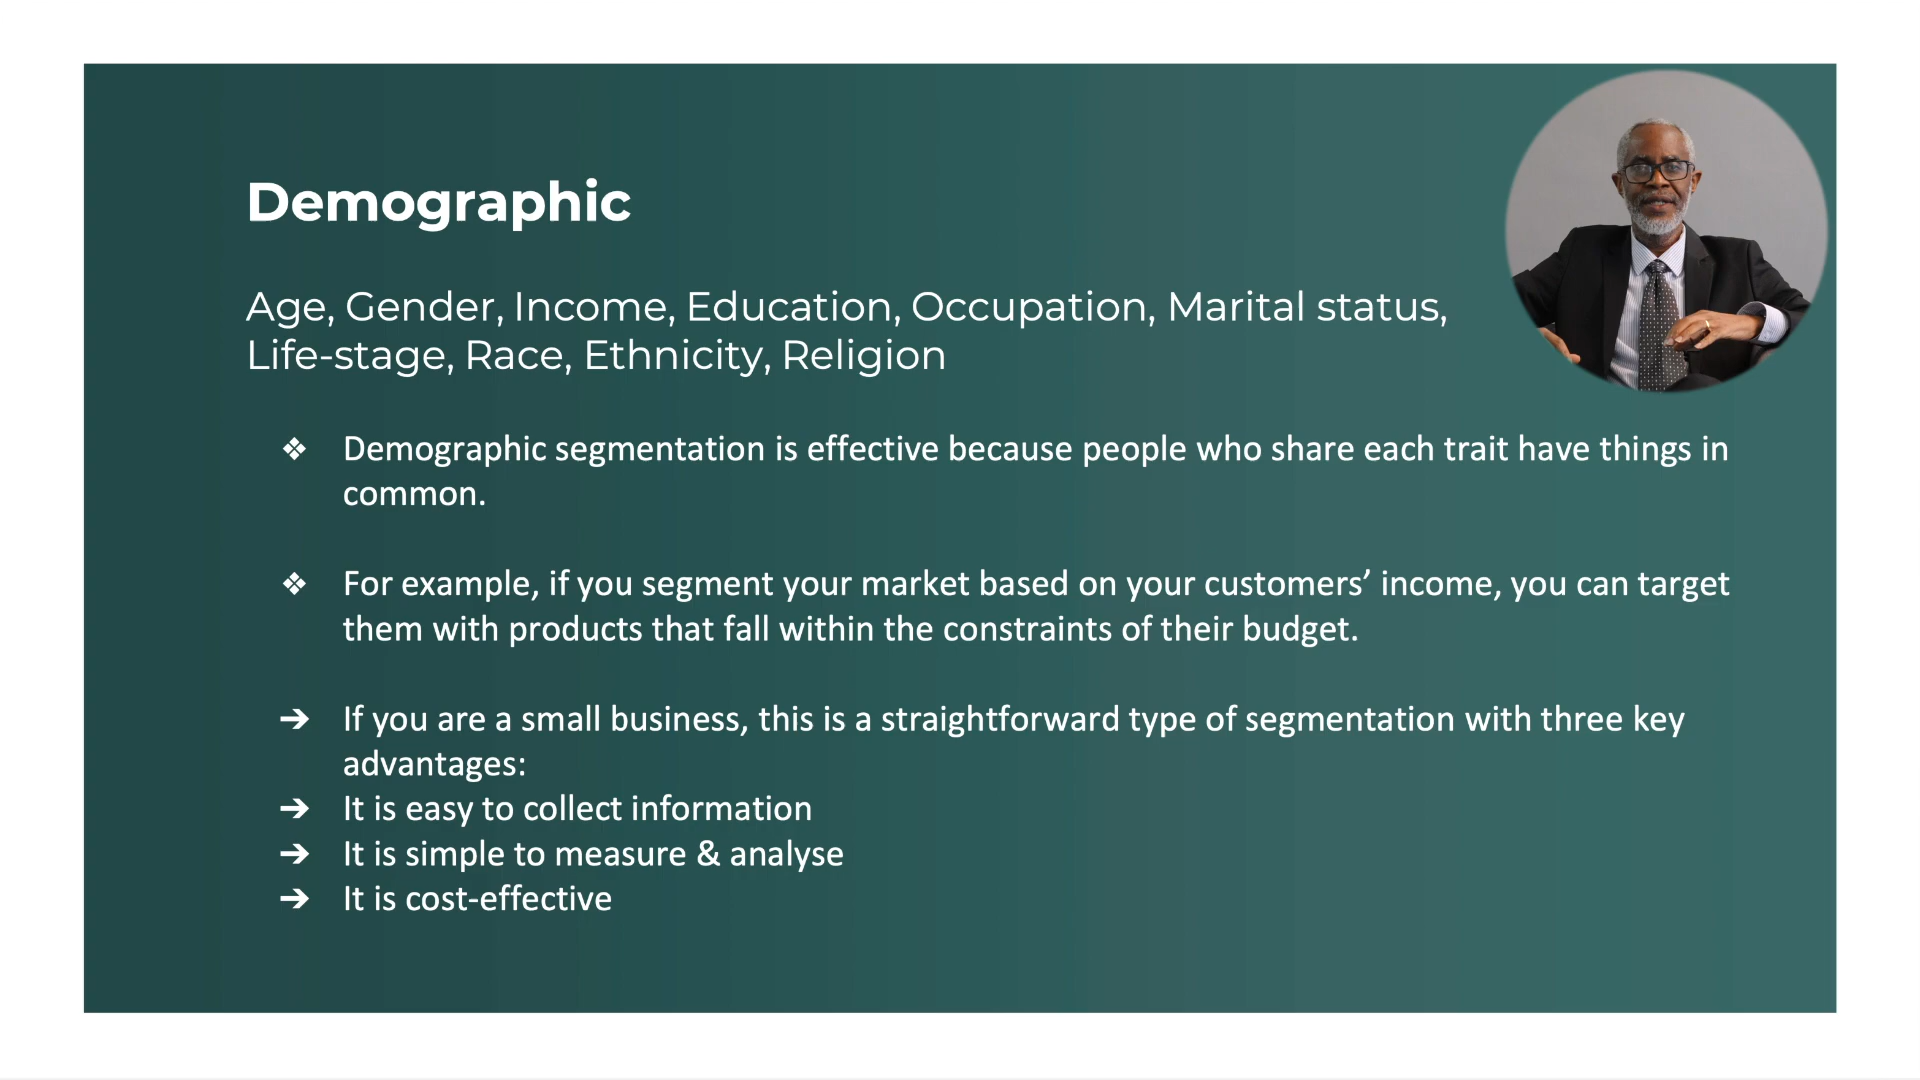 Demographic
Age, Gender, Income, Education, Occupation, Marital status,
Life-stage, Race, Ethnicity, Religion
❖ Demographic segmentation is effective because people who share each trait have things in
common.
❖ For example, if you segment your market based on your customers’ income, you can target
them with products that fall within the constraints of their budget.
➔ If you are a small business, this is a straightforward type of segmentation with three key
advantages:
➔ It is easy to collect information
➔ It is simple to measure & analyse
➔ It is cost-effective